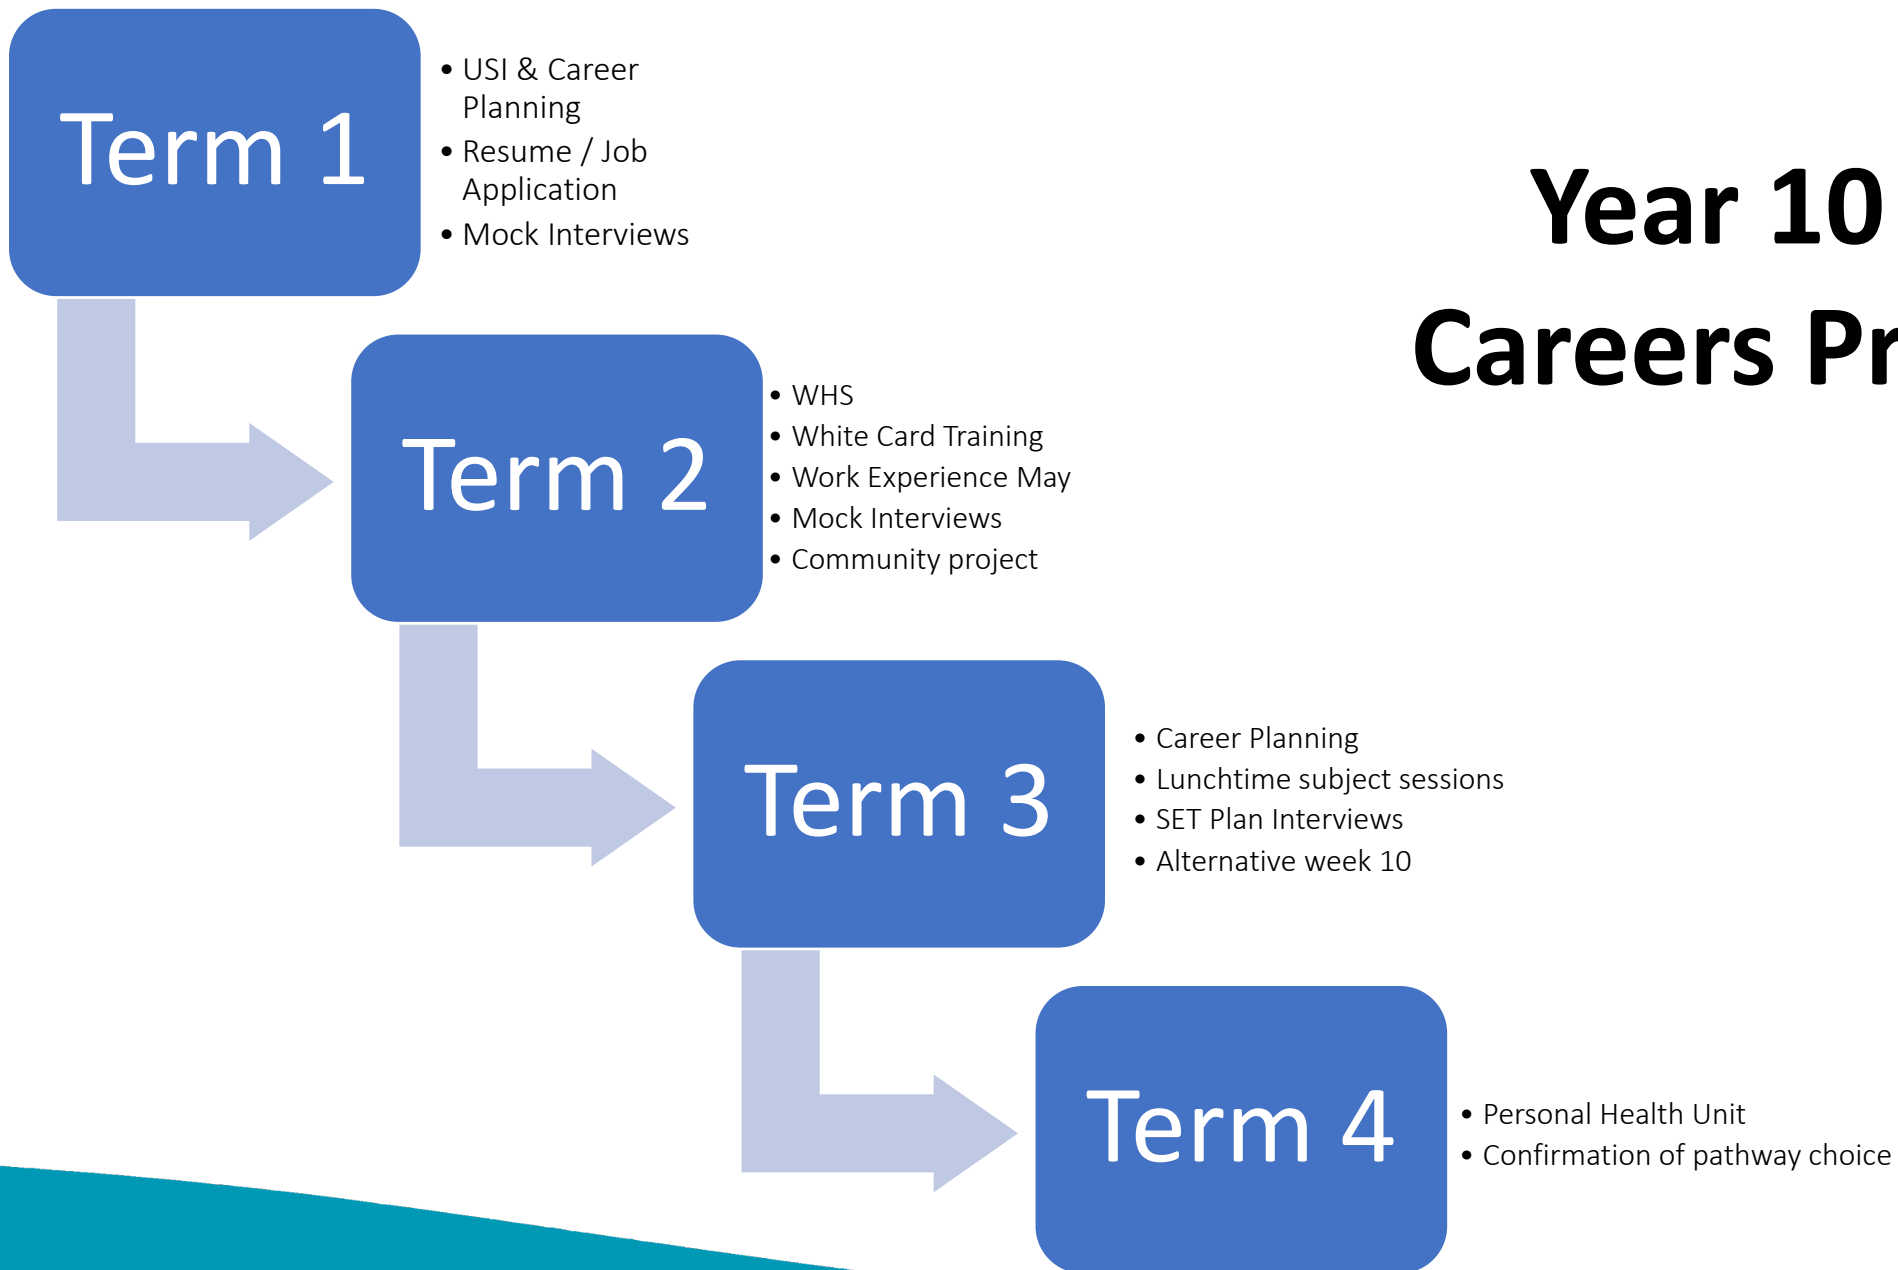 Year 10
Careers Pr
Term 1
• USI & Career
Planning
• Resume / Job
Application
• Mock Interviews
Term 2
• WHS
• White Card Training
• Work Experience May
• Mock Interviews
• Community project
Term 3
• Career Planning
• Lunchtime subject sessions
• SET Plan Interviews
• Alternative week 10
Term 4
• Personal Health Unit
• Confirmation of pathway choice